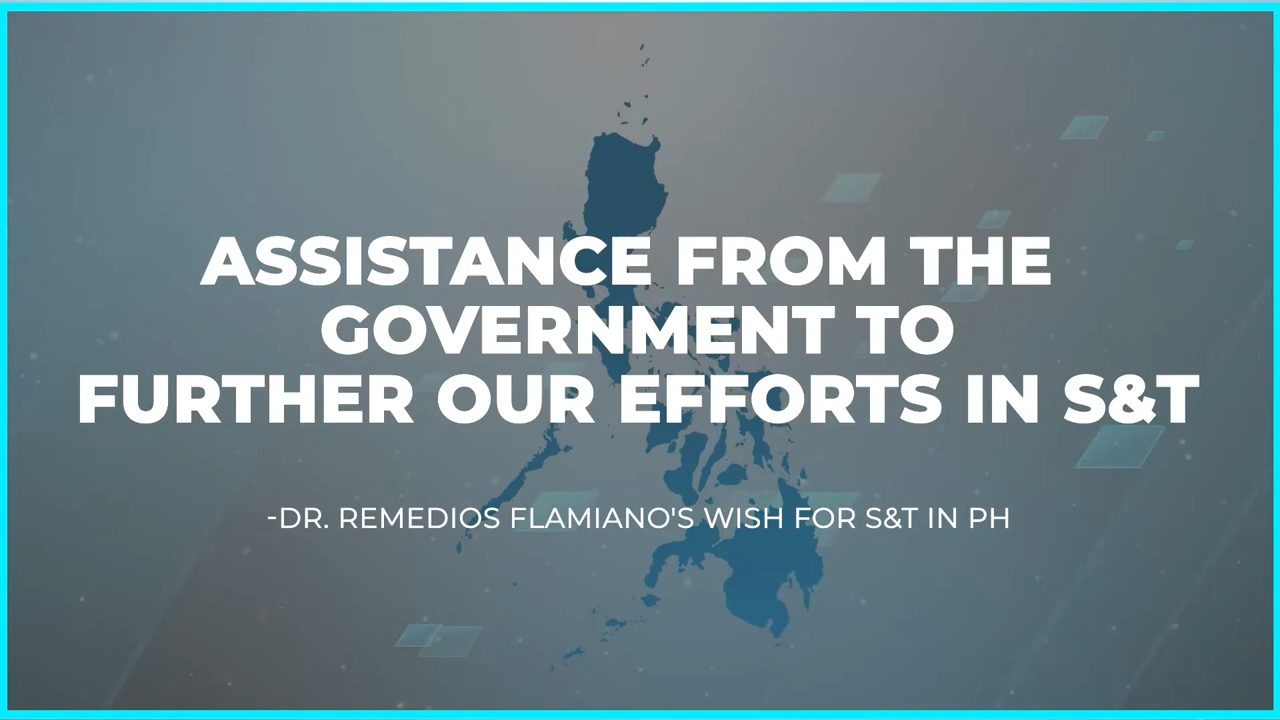 ASSISTANCE FROM THE
GOVERNMENT TO
FURTHER OUR EFFORTS IN S&T
-DR. REMEDIOS FLAMIANO'S WISH FOR S&T IN PH